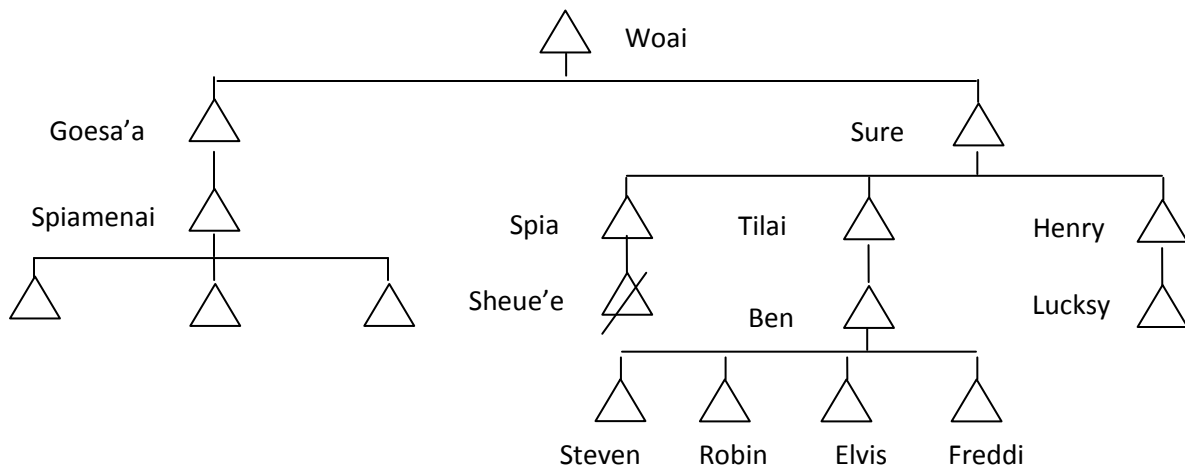 Woai
Goesa’a
Sure
Spiamenai
Spia
Tilai
Henry
Sheue’e
Ben
Lucksy
Steven
Robin
Elvis
Freddi